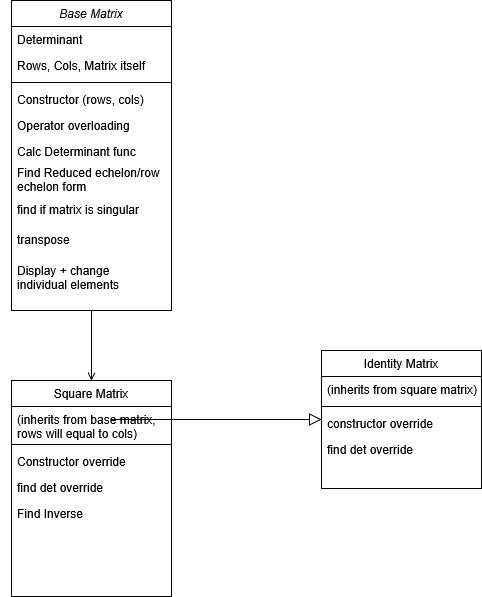 Base Matrix
Determinant
Rows, Cols, Matrix itself
Constructor (rows, cols)
Operator overloading
Calc Determinant func
Find Reduced echelon/row
echelon form
find if matrix is singular
transpose
Display + change
individual elements
Square Matrix
(inherits from base matrix,
rows will equal to cols)
Constructor override
find det override
Find Inverse
Identity Matrix
(inherits from square matrix)
constructor override
find det override